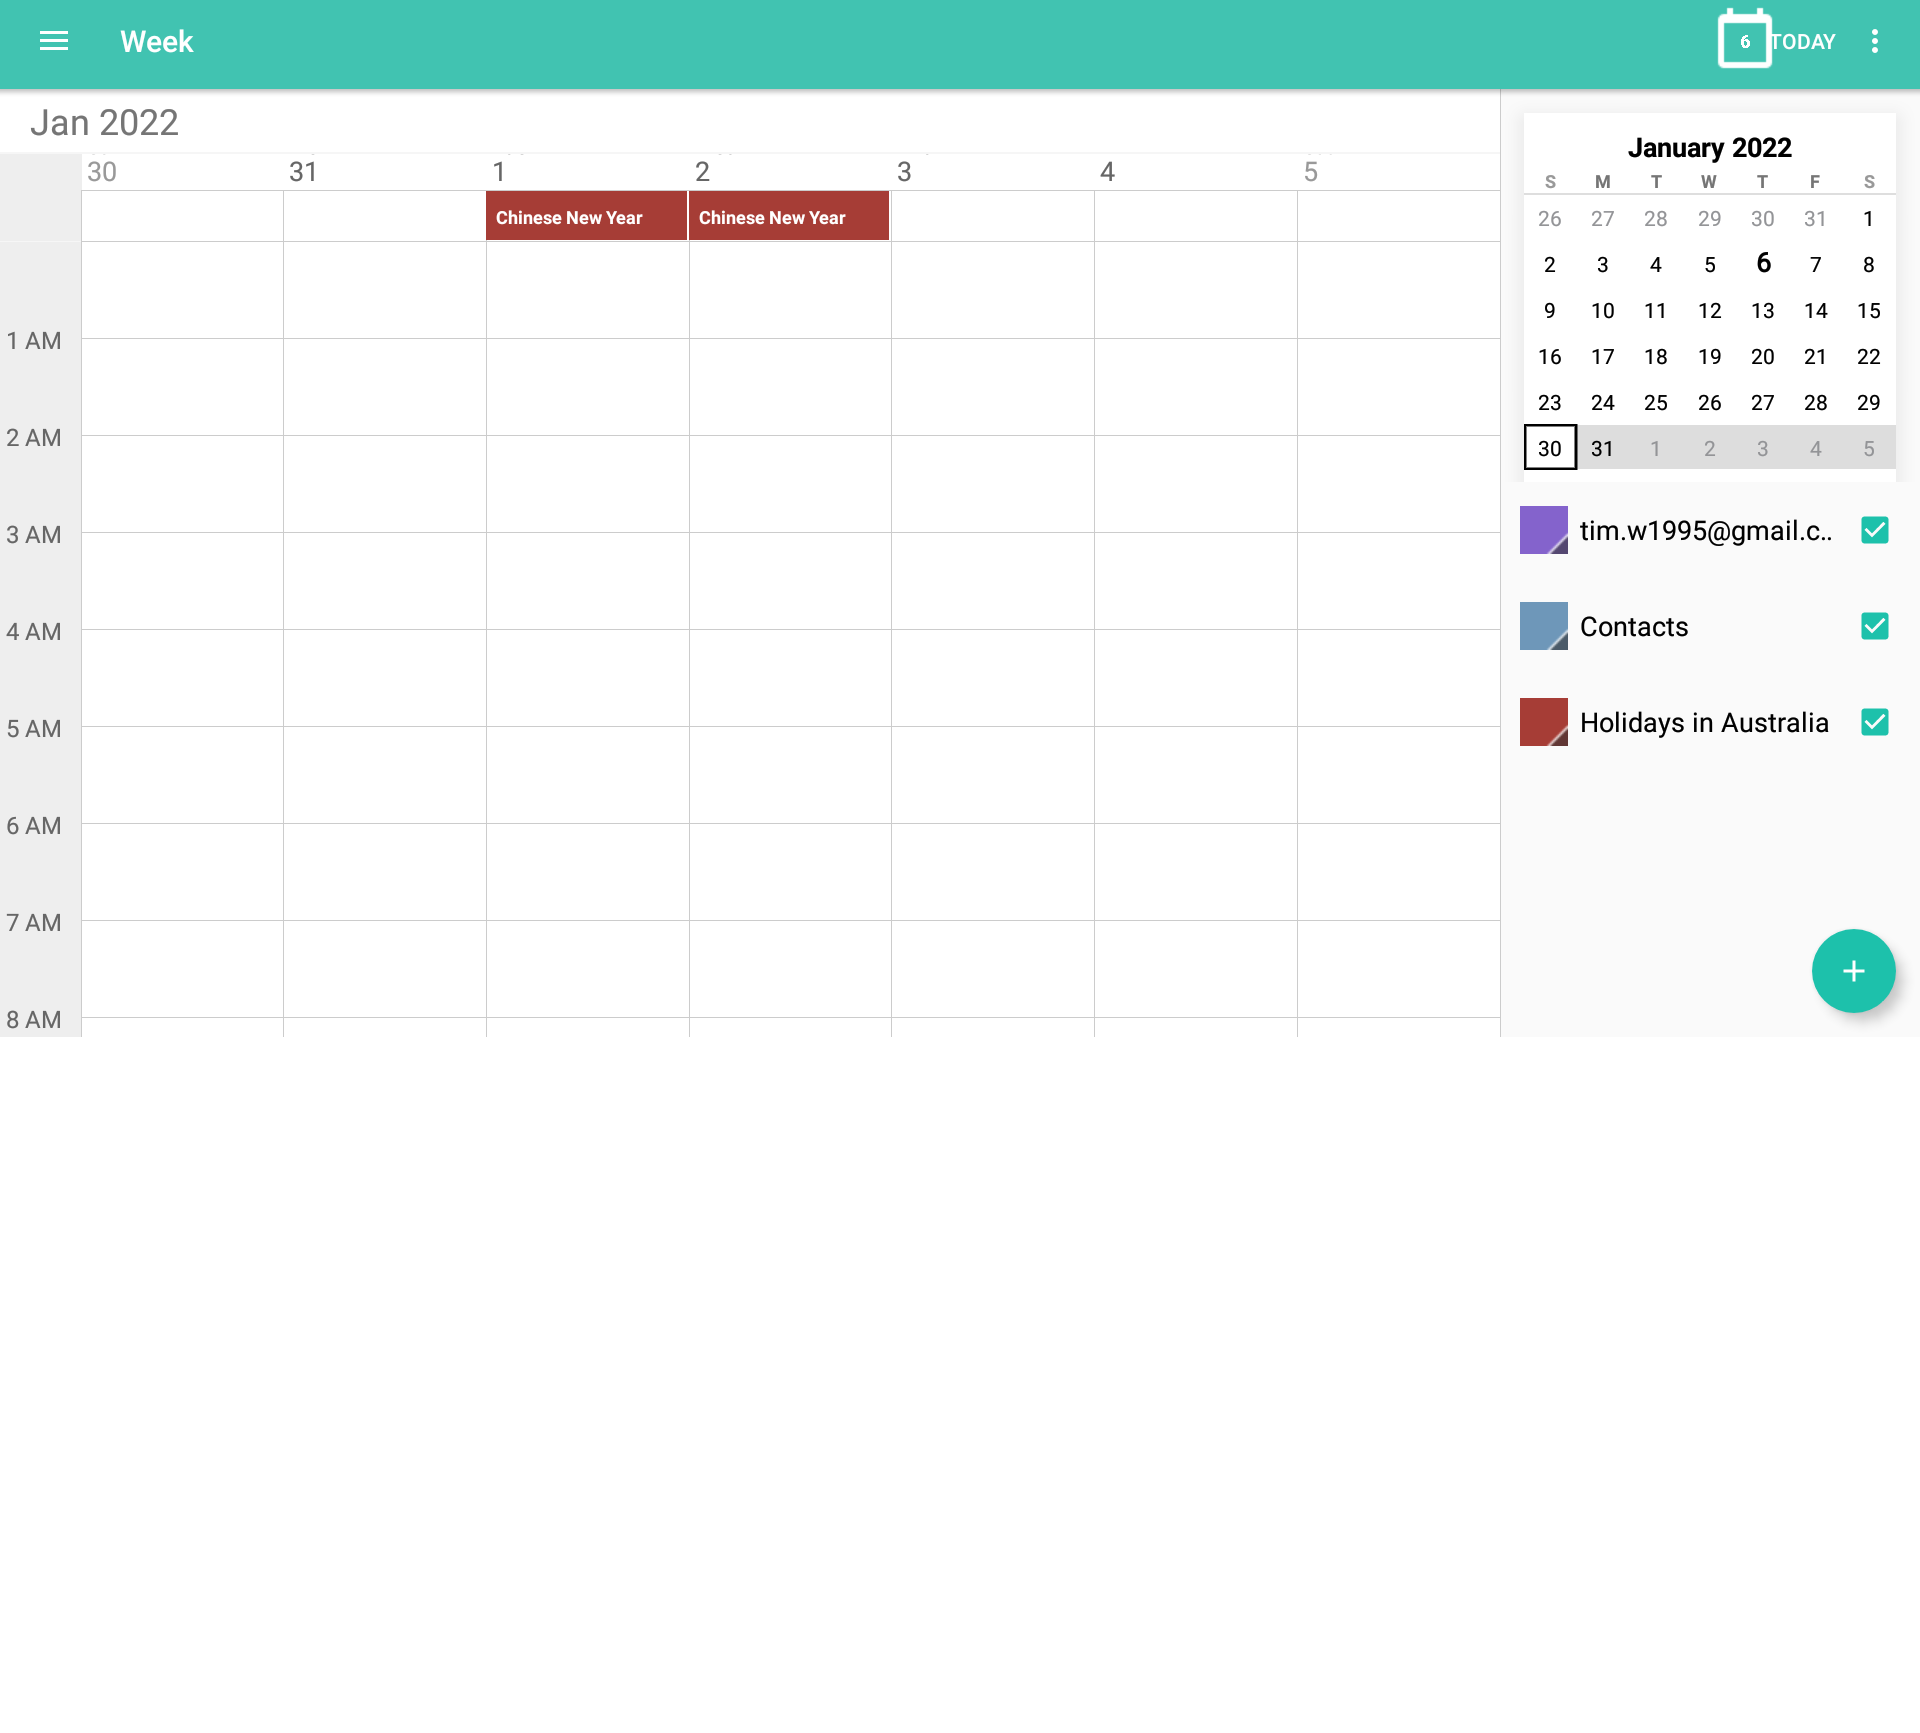 Week
6 TODAY
Jan 2022
30 31 1 2 3 4 5
Chinese New Year Chinese New Year
1 AM
2 AM
3 AM
4 AM
5 AM
6 AM
7 AM
8 AM
January 2022
S M T W T F S
26 27 28 29 30 31 1
2 3 4 5 6 7 8
9 10 11 12 13 14 15
16 17 18 19 20 21 22
23 24 25 26 27 28 29
30 31 1 2 3 4 5
tim.w1995@gmail.c..
Contacts
Holidays in Australia